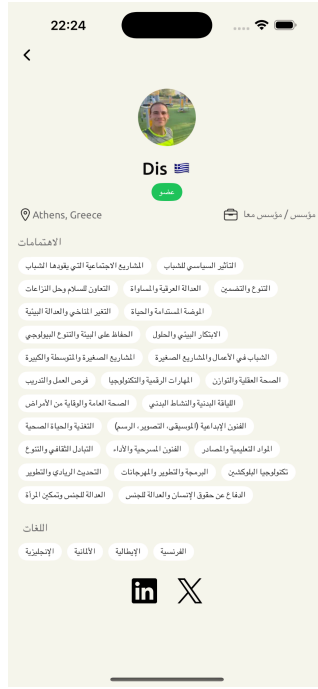 22:24
Dis 🇬🇷
عضو
Athens, Greece
مؤسس / مؤسس معا
الاهتمامات
المشاريع الاجتماعية التي يقودها الشباب التأثير السياسي للشباب
التعاون للسلام وحل النزاعات العدالة العرقية والمساواة التنوع والتضمين
التغير المناخي والعدالة البيئية الموضة المستدامة والحياة
الحفاظ على البيئة والتنوع البيولوجي الابتكار البيئي والحلول
المشاريع الصغيرة والمتوسطة والكبيرة الشباب في الأعمال والمشاريع الصغيرة
فرص العمل والتدريب المهارات الرقمية والتكنولوجيا الصحة العقلية والتوازن
الصحة العامة والوقاية من الأمراض اللياقة البدنية والنشاط البدني
التغذية والحياة الصحية الفنون الإبداعية (الموسيقى، التصوير، الرسم)
التبادل الثقافي والتنوع الفنون المسرحية والأداء المواد التعليمية والمصادر
التحديث الريادي والتطوير البرمجة والتطوير والمهرجانات تكنولوجيا البلوكشين
العدالة للجنس وتمكين المرأة الدفاع عن حقوق الإنسان والعدالة للجنس
اللغات
الإنجليزية الألمانية الإيطالية الفرنسية
in
X